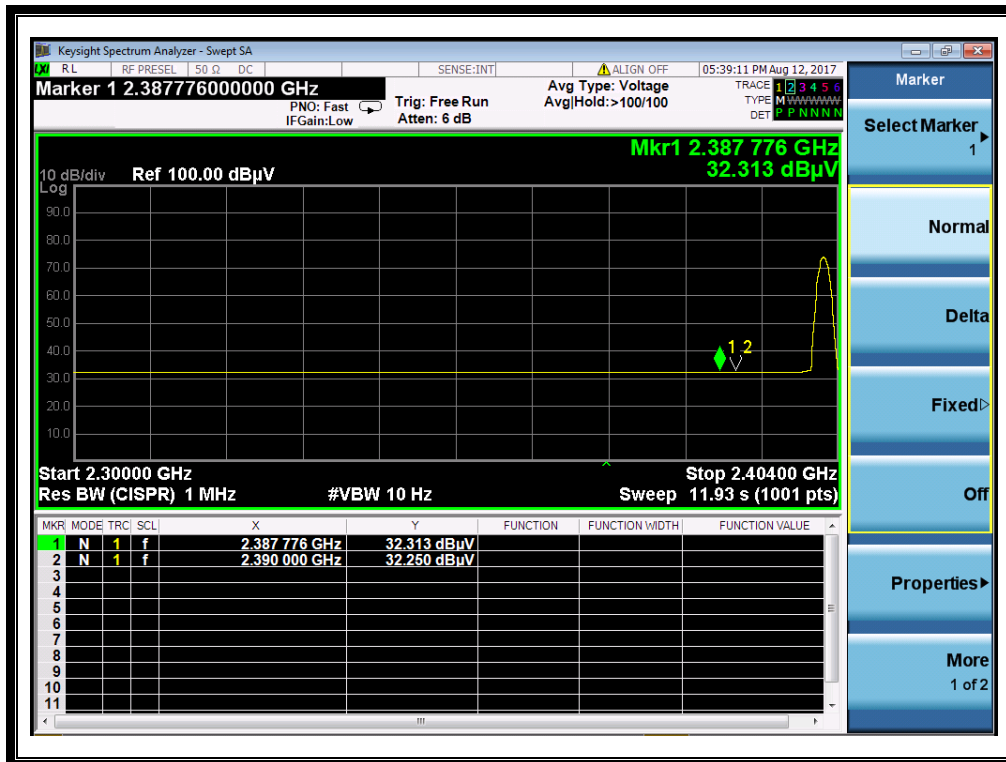 Keysight Spectrum Analyzer - Swept SA
LXI RL RF PRESEL 50 Ω DC SENSE:INT ALIGN OFF 05:39:11 PM Aug 12, 2017
Marker 1 2.387776000000 GHz
PNO: Fast
IFGain:Low
Trig: Free Run
Atten: 6 dB
Avg Type: Voltage
Avg|Hold:>100/100
TRACE 1 2 3 4 5 6
TYPE M WWWWW
DET P P N N N N
Mkr1 2.387 776 GHz
32.313 dBµV
10 dB/div Ref 100.00 dBµV
Log
90.0
80.0
70.0
60.0
50.0
40.0
30.0
20.0
10.0
1 2
Start 2.30000 GHz Stop 2.40400 GHz
Res BW (CISPR) 1 MHz #VBW 10 Hz Sweep 11.93 s (1001 pts)
MKR MODE TRC SCL X Y FUNCTION FUNCTION WIDTH FUNCTION VALUE
1 N 1 f 2.387 776 GHz 32.313 dBµV
2 N 1 f 2.390 000 GHz 32.250 dBµV
3
4
5
6
7
8
9
10
11
Marker
Select Marker
1
Normal
Delta
Fixed
Off
Properties
More
1 of 2